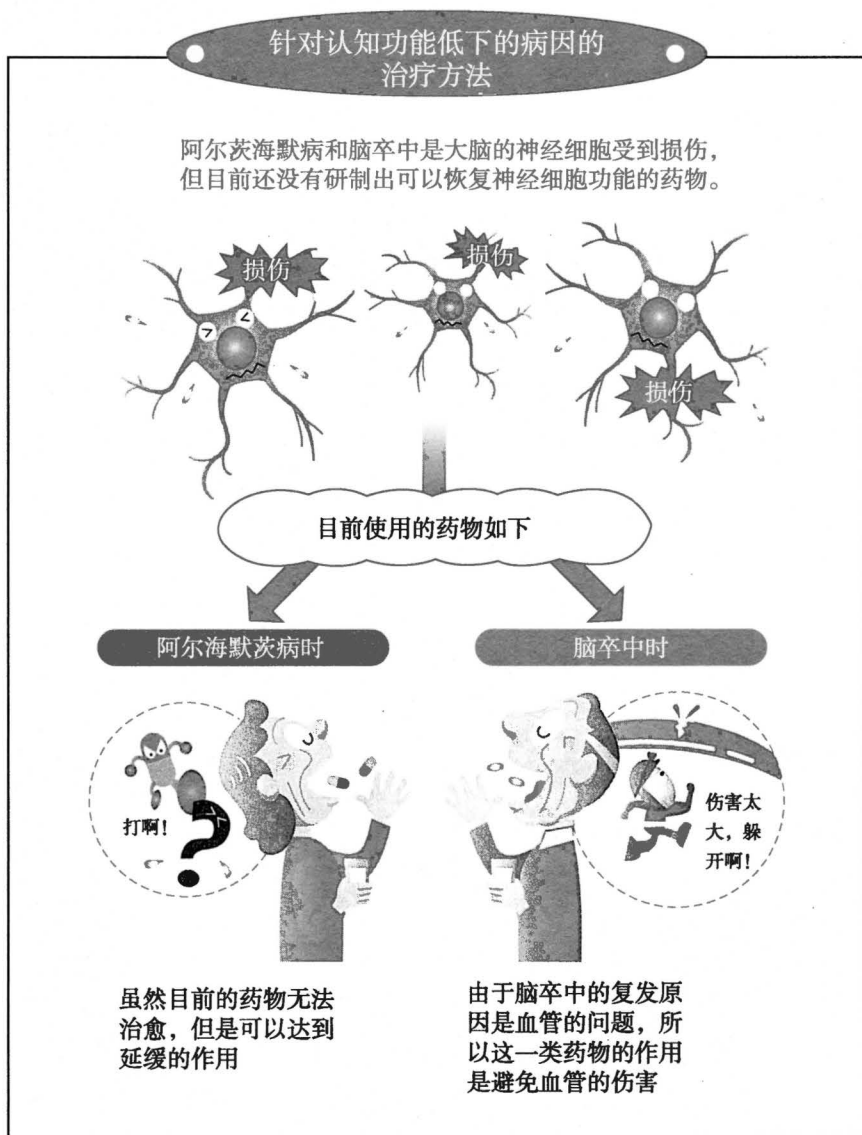 针对认知功能低下的病因的
治疗方法
阿尔茨海默病和脑卒中是大脑的神经细胞受到损伤，
但目前还没有研制出可以恢复神经细胞功能的药物。
损伤
损伤
损伤
目前使用的药物如下
阿尔海默茨病时
脑卒中时
打啊！
?
伤害太
大，躲
开啊！
虽然目前的药物无法
治愈，但是可以达到
延缓的作用
由于脑卒中的复发原
因是血管的问题，所
以这一类药物的作用
是避免血管的伤害